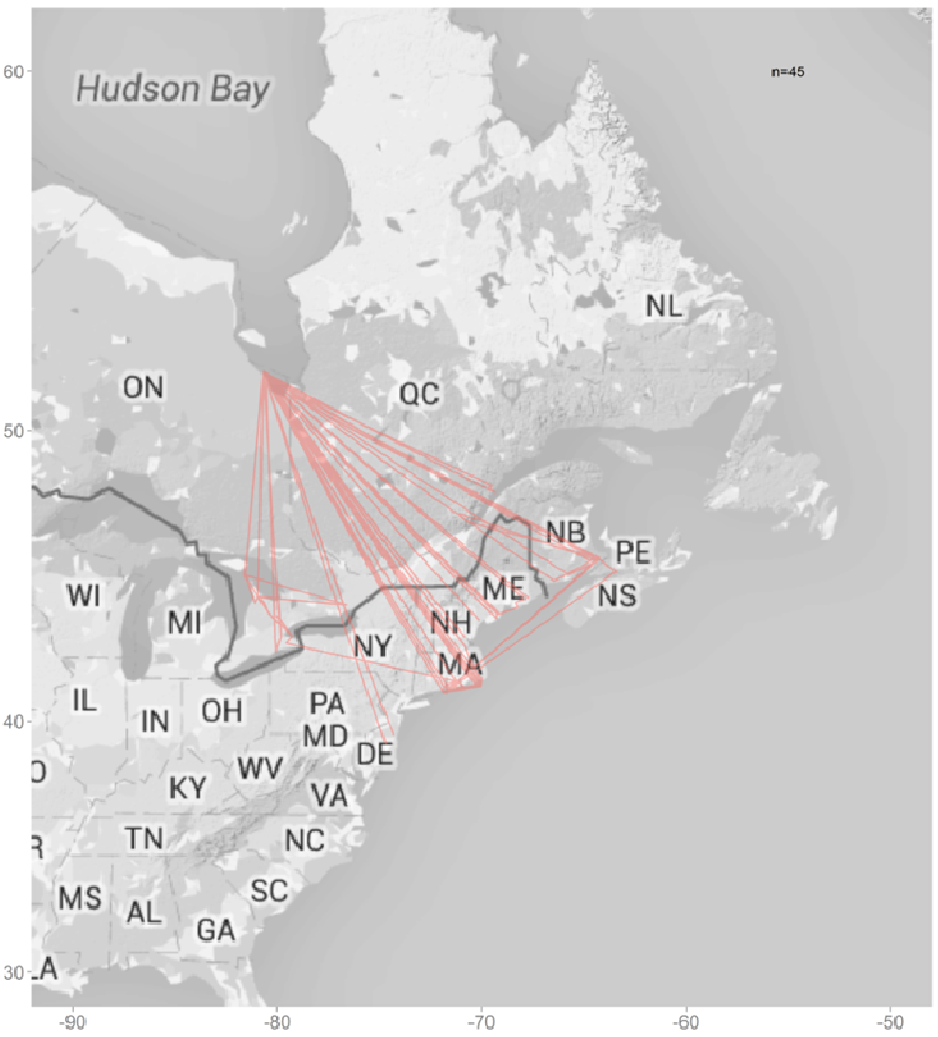 60
Hudson Bay
n=45
NL
ON
QC
50
NB
PE
WI
ME
NS
MI
NH
NY
MA
IL
PA
OH
IN
40
MD
DE
WV
O
KY
VA
TN
NC
R
SC
MS
AL
GA
30
LA
-90
-80
-70
-60
-50